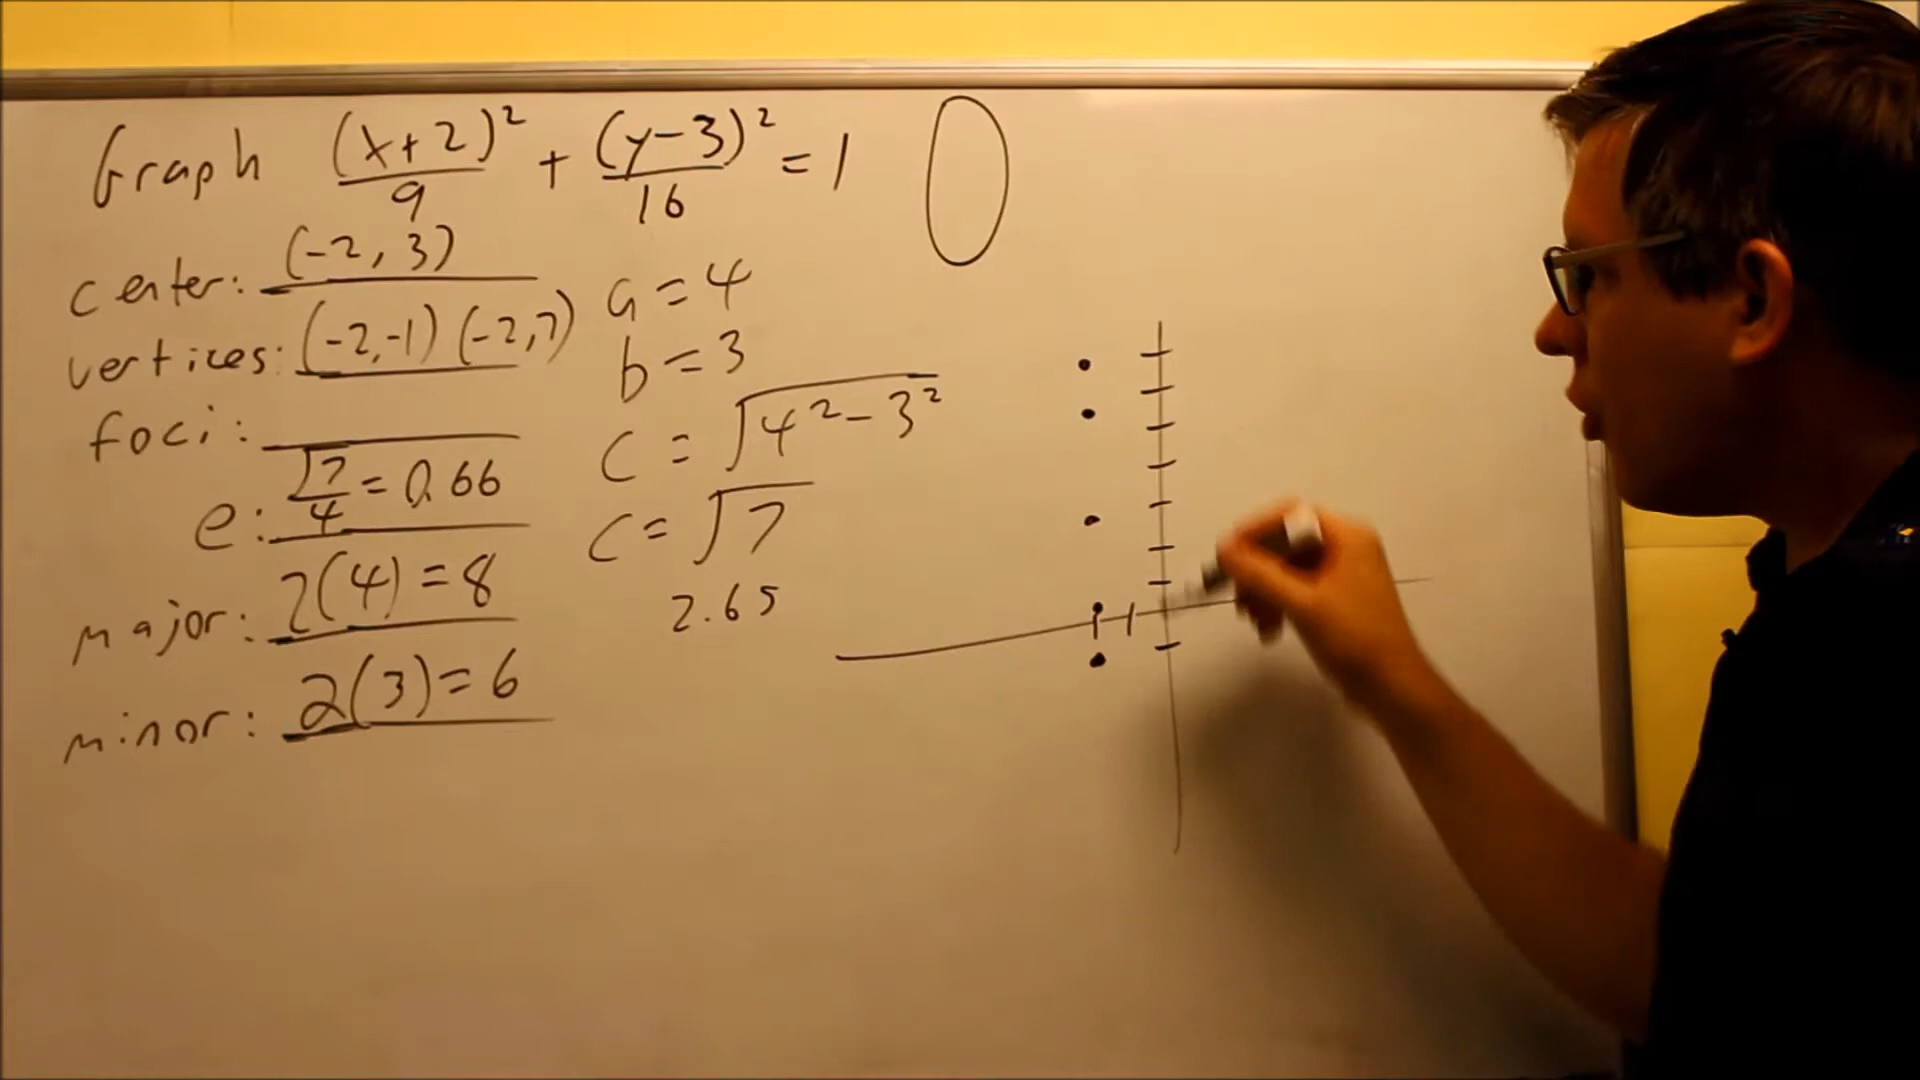 Graph (x+2)²/9 + (y-3)²/16 = 1
center: (-2, 3)
vertices: (-2,-1) (-2,7)
foci:
e: √7/4 = 0.66
major: 2(4) = 8
minor: 2(3) = 6
a = 4
b = 3
c = √4² - 3²
c = √7
2.65